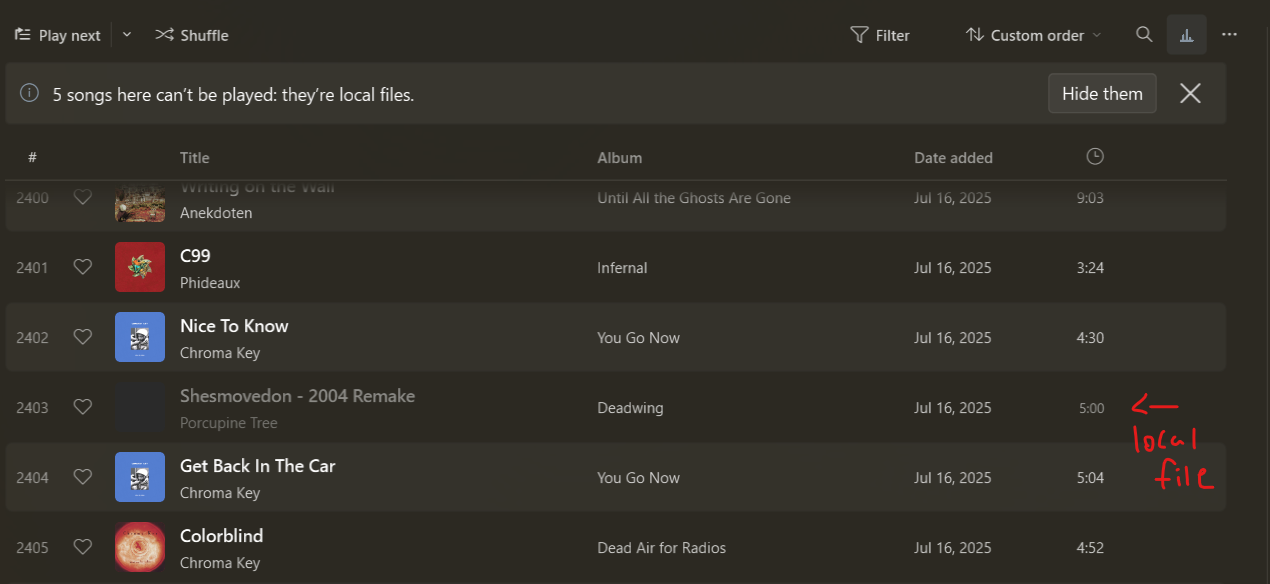 Play next Shuffle Filter Custom order
5 songs here can’t be played: they’re local files. Hide them
# Title Album Date added
2400 Writing on the Wall Until All the Ghosts Are Gone Jul 16, 2025 9:03
Anekdoten
2401 C99 Infernal Jul 16, 2025 3:24
Phideaux
2402 Nice To Know You Go Now Jul 16, 2025 4:30
Chroma Key
2403 Shesmovedon - 2004 Remake Deadwing Jul 16, 2025 5:00
Porcupine Tree
local
file
2404 Get Back In The Car You Go Now Jul 16, 2025 5:04
Chroma Key
2405 Colorblind Dead Air for Radios Jul 16, 2025 4:52
Chroma Key